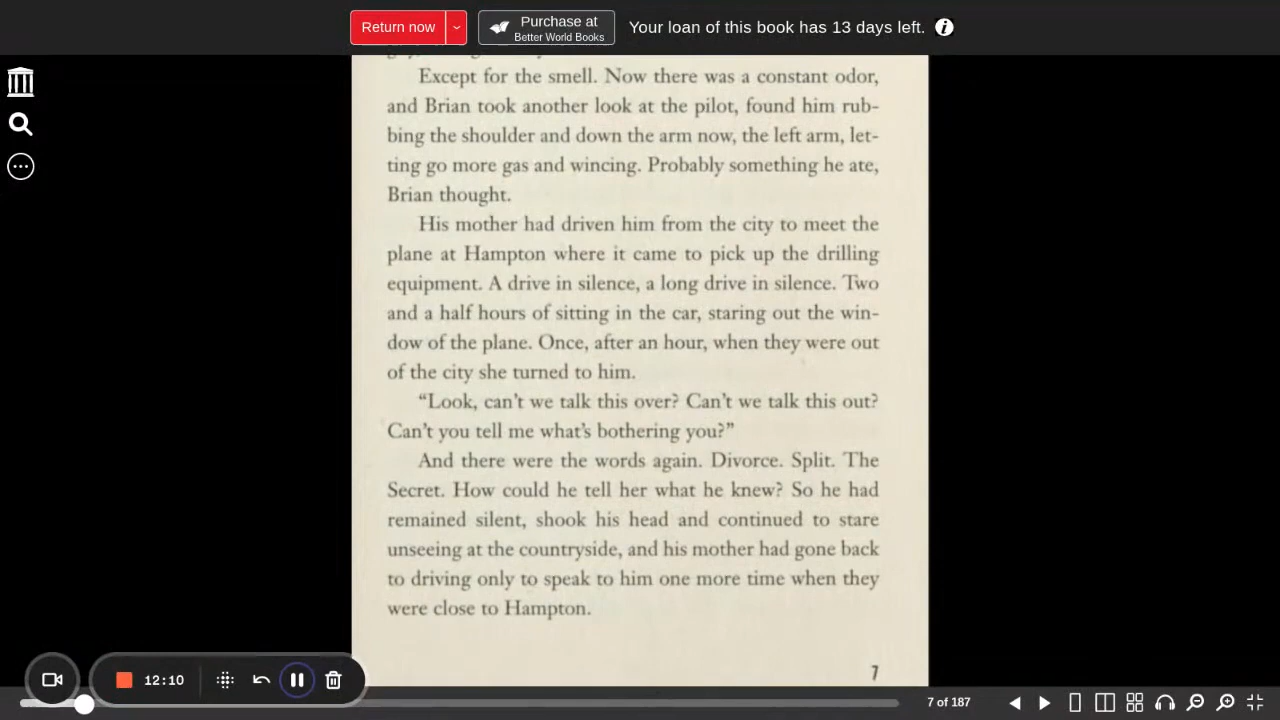 Return now
Purchase at
Better World Books
Your loan of this book has 13 days left.
Except for the smell. Now there was a constant odor,
and Brian took another look at the pilot, found him rub-
bing the shoulder and down the arm now, the left arm, let-
ting go more gas and wincing. Probably something he ate,
Brian thought.
His mother had driven him from the city to meet the
plane at Hampton where it came to pick up the drilling
equipment. A drive in silence, a long drive in silence. Two
and a half hours of sitting in the car, staring out the win-
dow of the plane. Once, after an hour, when they were out
of the city she turned to him.
“Look, can’t we talk this over? Can’t we talk this out?
Can’t you tell me what’s bothering you?”
And there were the words again. Divorce. Split. The
Secret. How could he tell her what he knew? So he had
remained silent, shook his head and continued to stare
unseeing at the countryside, and his mother had gone back
to driving only to speak to him one more time when they
were close to Hampton.
7
12:10
7 of 187